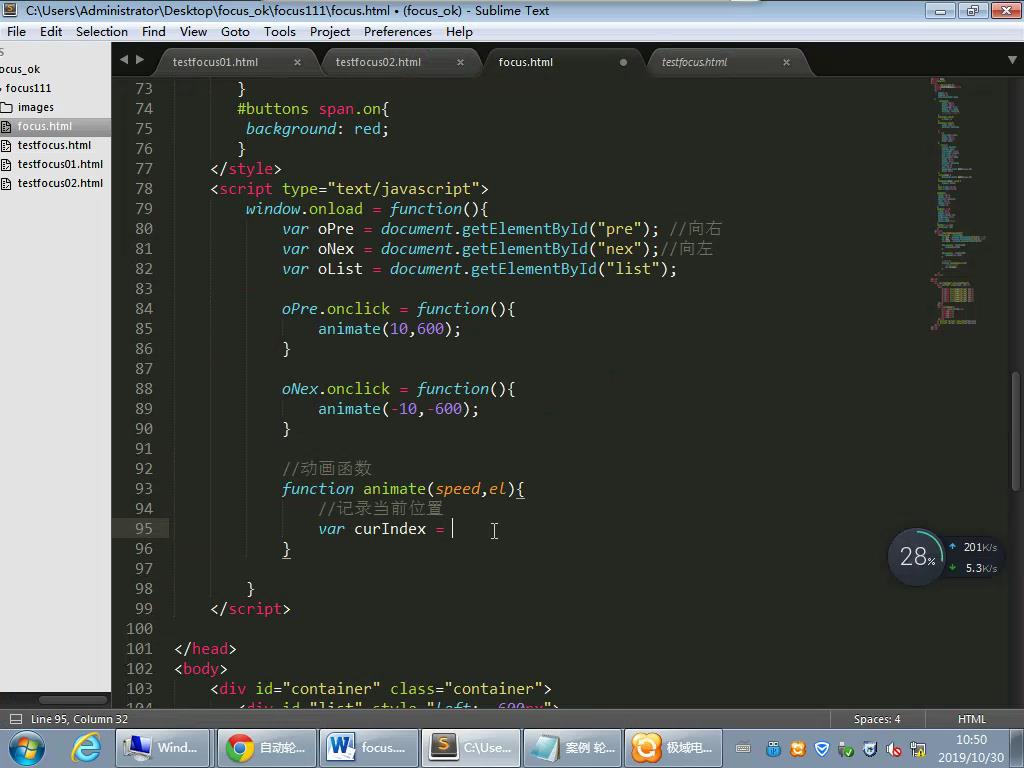 C:\Users\Administrator\Desktop\focus_ok\focus111\focus.html • (focus_ok) - Sublime Text
File Edit Selection Find View Goto Tools Project Preferences Help
testfocus01.html × testfocus02.html × focus.html testfocus.html ×
S
ocus_ok
focus111
images
focus.html
testfocus.html
testfocus01.html
testfocus02.html
73 }
74 #buttons span.on{
75 background: red;
76 }
77 </style>
78 <script type="text/javascript">
79 window.onload = function(){
80 var oPre = document.getElementById("pre"); //向右
81 var oNex = document.getElementById("nex");//向左
82 var oList = document.getElementById("list");
83
84 oPre.onclick = function(){
85 animate(10,600);
86 }
87
88 oNex.onclick = function(){
89 animate(-10,-600);
90 }
91
92 //动画函数
93 function animate(speed,el){
94 //记录当前位置
95 var curIndex =
96 }
97
98 }
99 </script>
100
101 </head>
102 <body>
103 <div id="container" class="container">
104 <div id="list" style="left: -600px">
28%
201K/s
5.3K/s
Line 95, Column 32 Spaces: 4 HTML
Wind... 自动轮... focus.... C:\Use... 案例 轮... 极域电...
10:50
2019/10/30